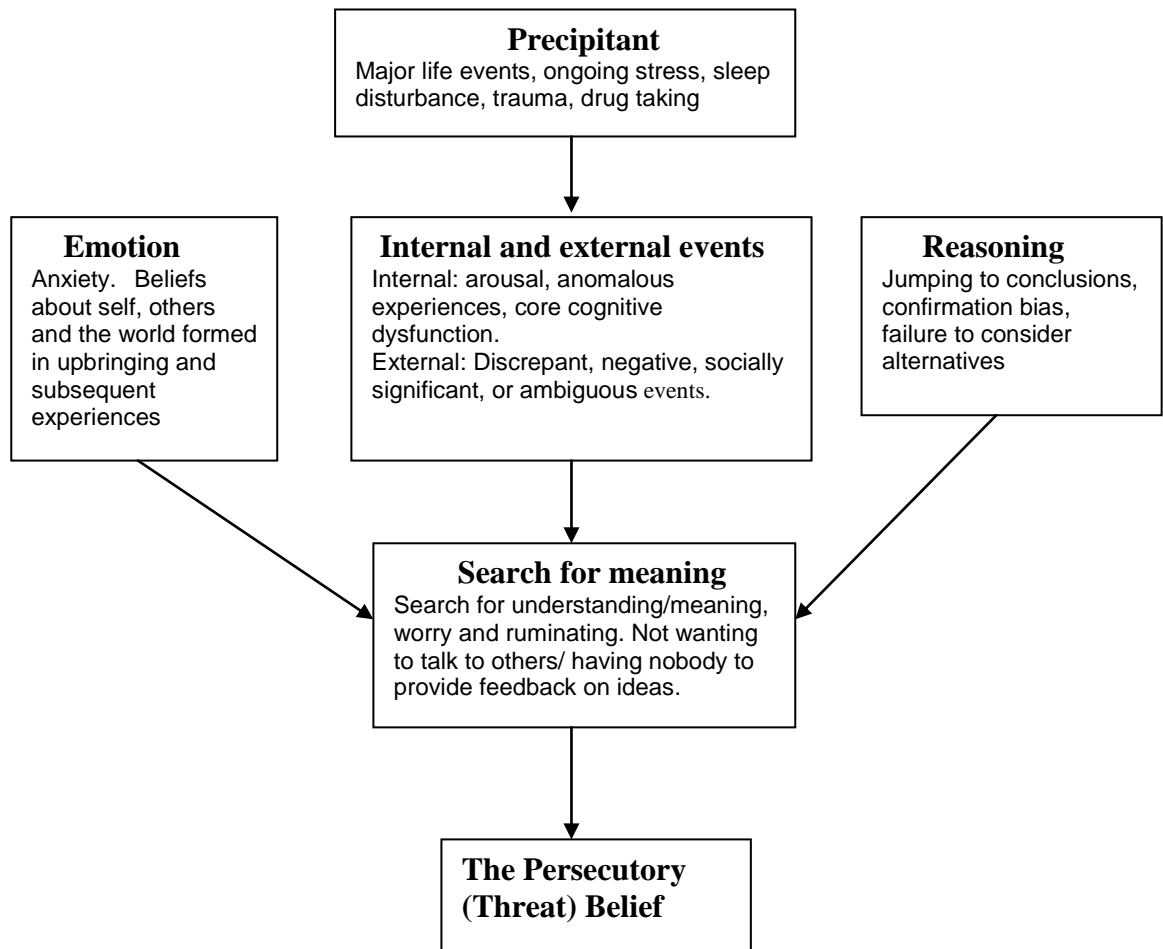 Precipitant
Major life events, ongoing stress, sleep
disturbance, trauma, drug taking
Emotion
Anxiety. Beliefs
about self, others
and the world formed
in upbringing and
subsequent
experiences
Internal and external events
Internal: arousal, anomalous
experiences, core cognitive
dysfunction.
External: Discrepant, negative, socially
significant, or ambiguous events.
Reasoning
Jumping to conclusions,
confirmation bias,
failure to consider
alternatives
Search for meaning
Search for understanding/meaning,
worry and ruminating. Not wanting
to talk to others/ having nobody to
provide feedback on ideas.
The Persecutory
(Threat) Belief